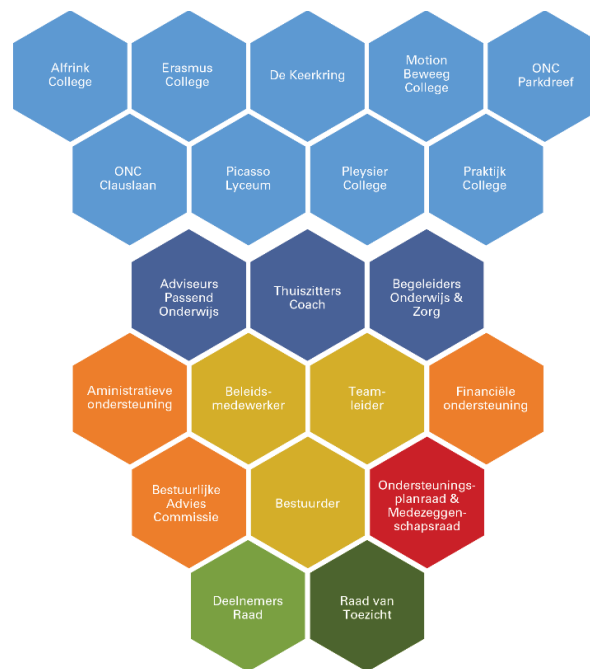 Alfrink
College
Erasmus
College
De Keerkring
Motion
Beweeg
College
ONC
Parkdreef
ONC
Clauslaan
Picasso
Lyceum
Pleysier
College
Praktijk
College
Adviseurs
Passend
Onderwijs
Thuiszitters
Coach
Begeleiders
Onderwijs &
Zorg
Aministratieve
ondersteuning
Beleids-
medewerker
Team-
leider
Financiële
ondersteuning
Bestuurlijke
Advies
Commissie
Bestuurder
Ondersteunings-
planraad &
Medezeggen-
schapsraad
Deelnemers
Raad
Raad van
Toezicht